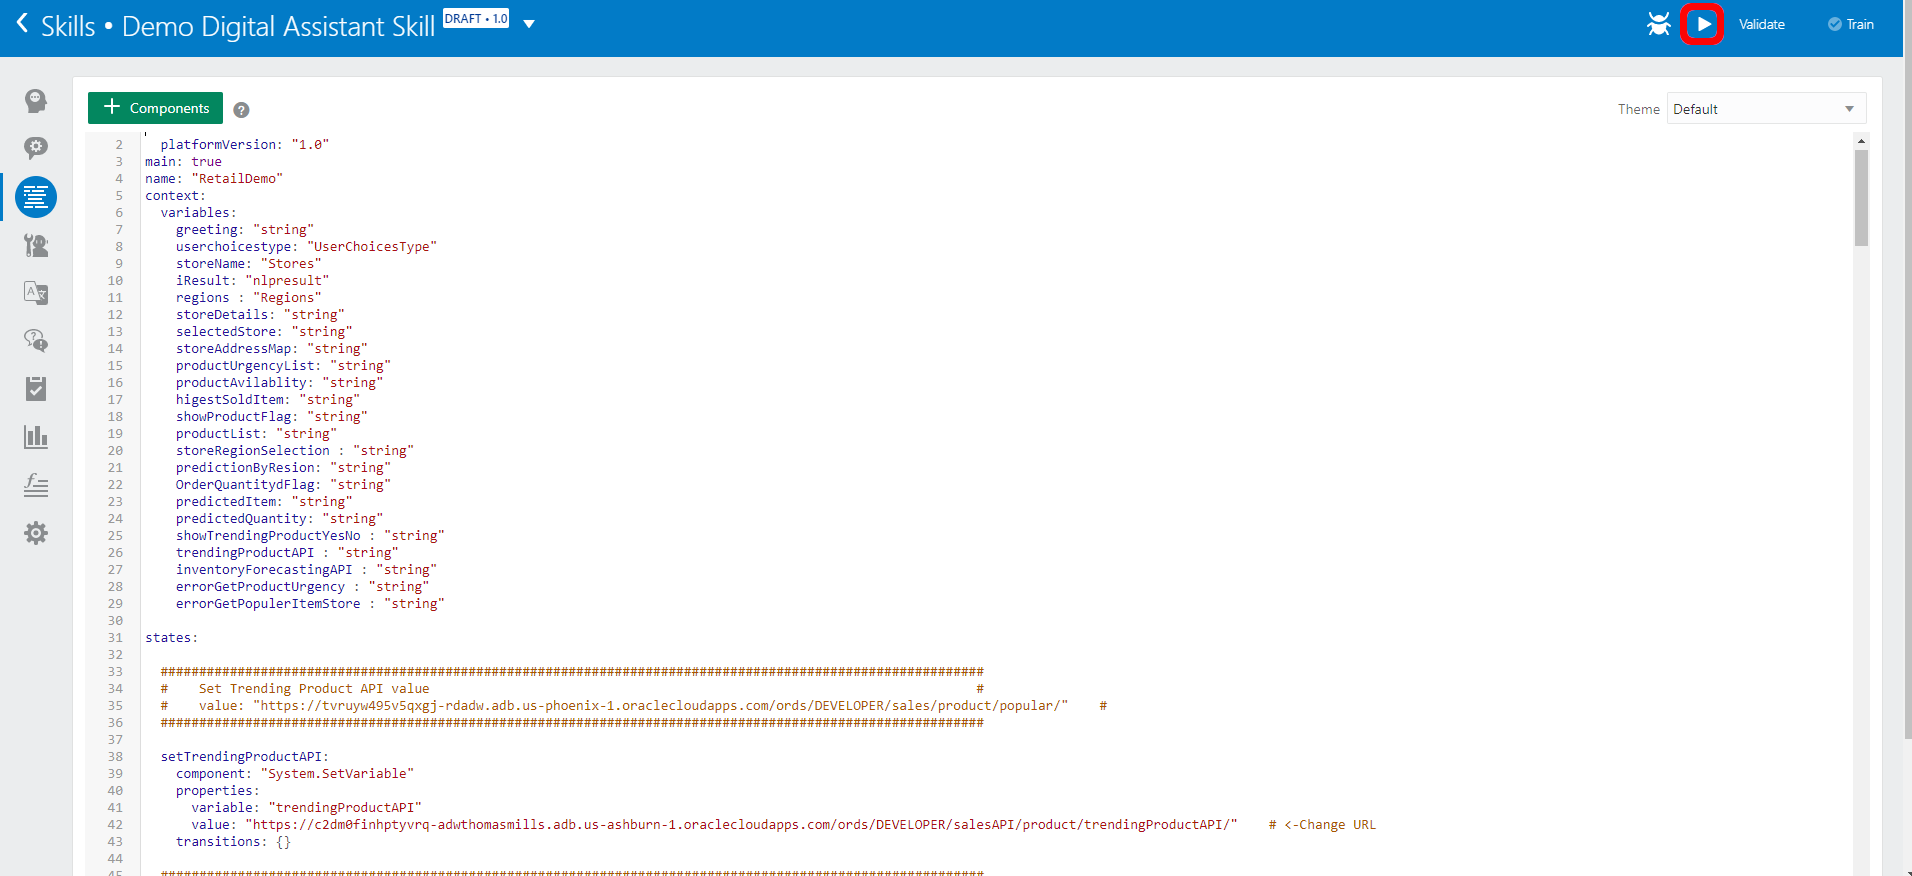 Skills • Demo Digital Assistant Skill DRAFT • 1.0
Validate
Train
+ Components ?
Theme Default
2 platformVersion: "1.0"
3 main: true
4 name: "RetailDemo"
5 context:
6 variables:
7 greeting: "string"
8 userchoicestype: "UserChoicesType"
9 storeName: "Stores"
10 iResult: "nlpresult"
11 regions : "Regions"
12 storeDetails: "string"
13 selectedStore: "string"
14 storeAddressMap: "string"
15 productUrgencyList: "string"
16 productAvilablity: "string"
17 higestSoldItem: "string"
18 showProductFlag: "string"
19 productList: "string"
20 storeRegionSelection : "string"
21 predictionByResion: "string"
22 OrderQuantitydFlag: "string"
23 predictedItem: "string"
24 predictedQuantity: "string"
25 showTrendingProductYesNo : "string"
26 trendingProductAPI : "string"
27 inventoryForecastingAPI : "string"
28 errorGetProductUrgency : "string"
29 errorGetPopulerItemStore : "string"
30
31 states:
32
33 ###########################################################################################################
34 # Set Trending Product API value #
35 # value: "https://tvruyw495v5qxgj-rdadw.adb.us-phoenix-1.oraclecloudapps.com/ords/DEVELOPER/sales/product/popular/" #
36 ###########################################################################################################
37
38 setTrendingProductAPI:
39 component: "System.SetVariable"
40 properties:
41 variable: "trendingProductAPI"
42 value: "https://c2dm0finhptyvrq-adwthomasmills.adb.us-ashburn-1.oraclecloudapps.com/ords/DEVELOPER/salesAPI/product/trendingProductAPI/" # <-Change URL
43 transitions: {}
44
45 ###########################################################################################################